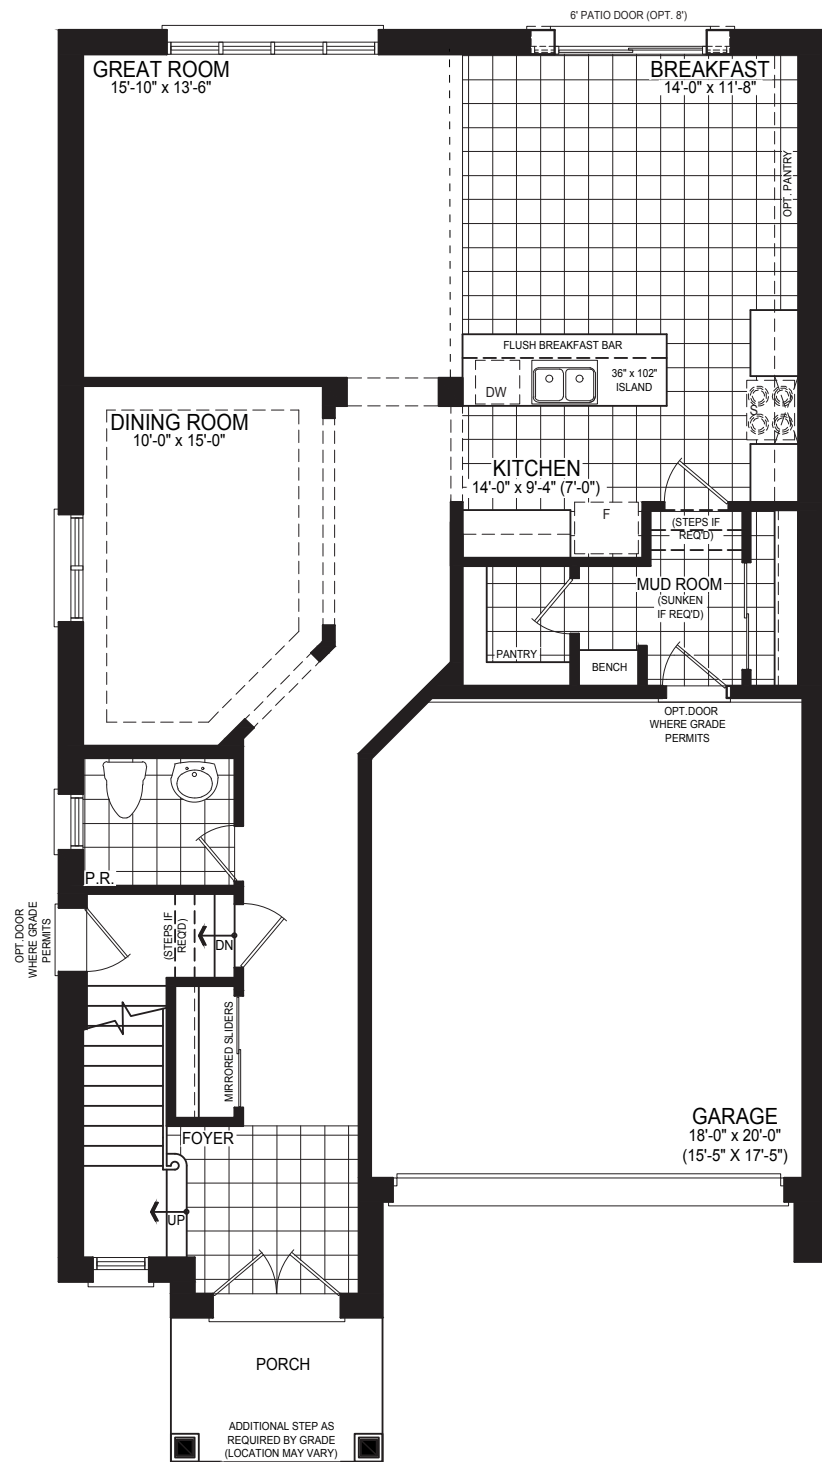 6' PATIO DOOR (OPT. 8')
GREAT ROOM
15'-10" x 13'-6"
BREAKFAST
14'-0" x 11'-8"
OPT. PANTRY
FLUSH BREAKFAST BAR
DW
36" x 102"
ISLAND
S
DINING ROOM
10'-0" x 15'-0"
KITCHEN
14'-0" x 9'-4" (7'-0")
F
(STEPS IF
REQ'D)
MUD ROOM
(SUNKEN
IF REQ'D)
PANTRY
BENCH
OPT.DOOR
WHERE GRADE
PERMITS
P.R.
OPT.DOOR
WHERE GRADE
PERMITS
(STEPS IF
REQ'D)
DN
MIRRORED SLIDERS
FOYER
UP
GARAGE
18'-0" x 20'-0"
(15'-5" X 17'-5")
PORCH
ADDITIONAL STEP AS
REQUIRED BY GRADE
(LOCATION MAY VARY)